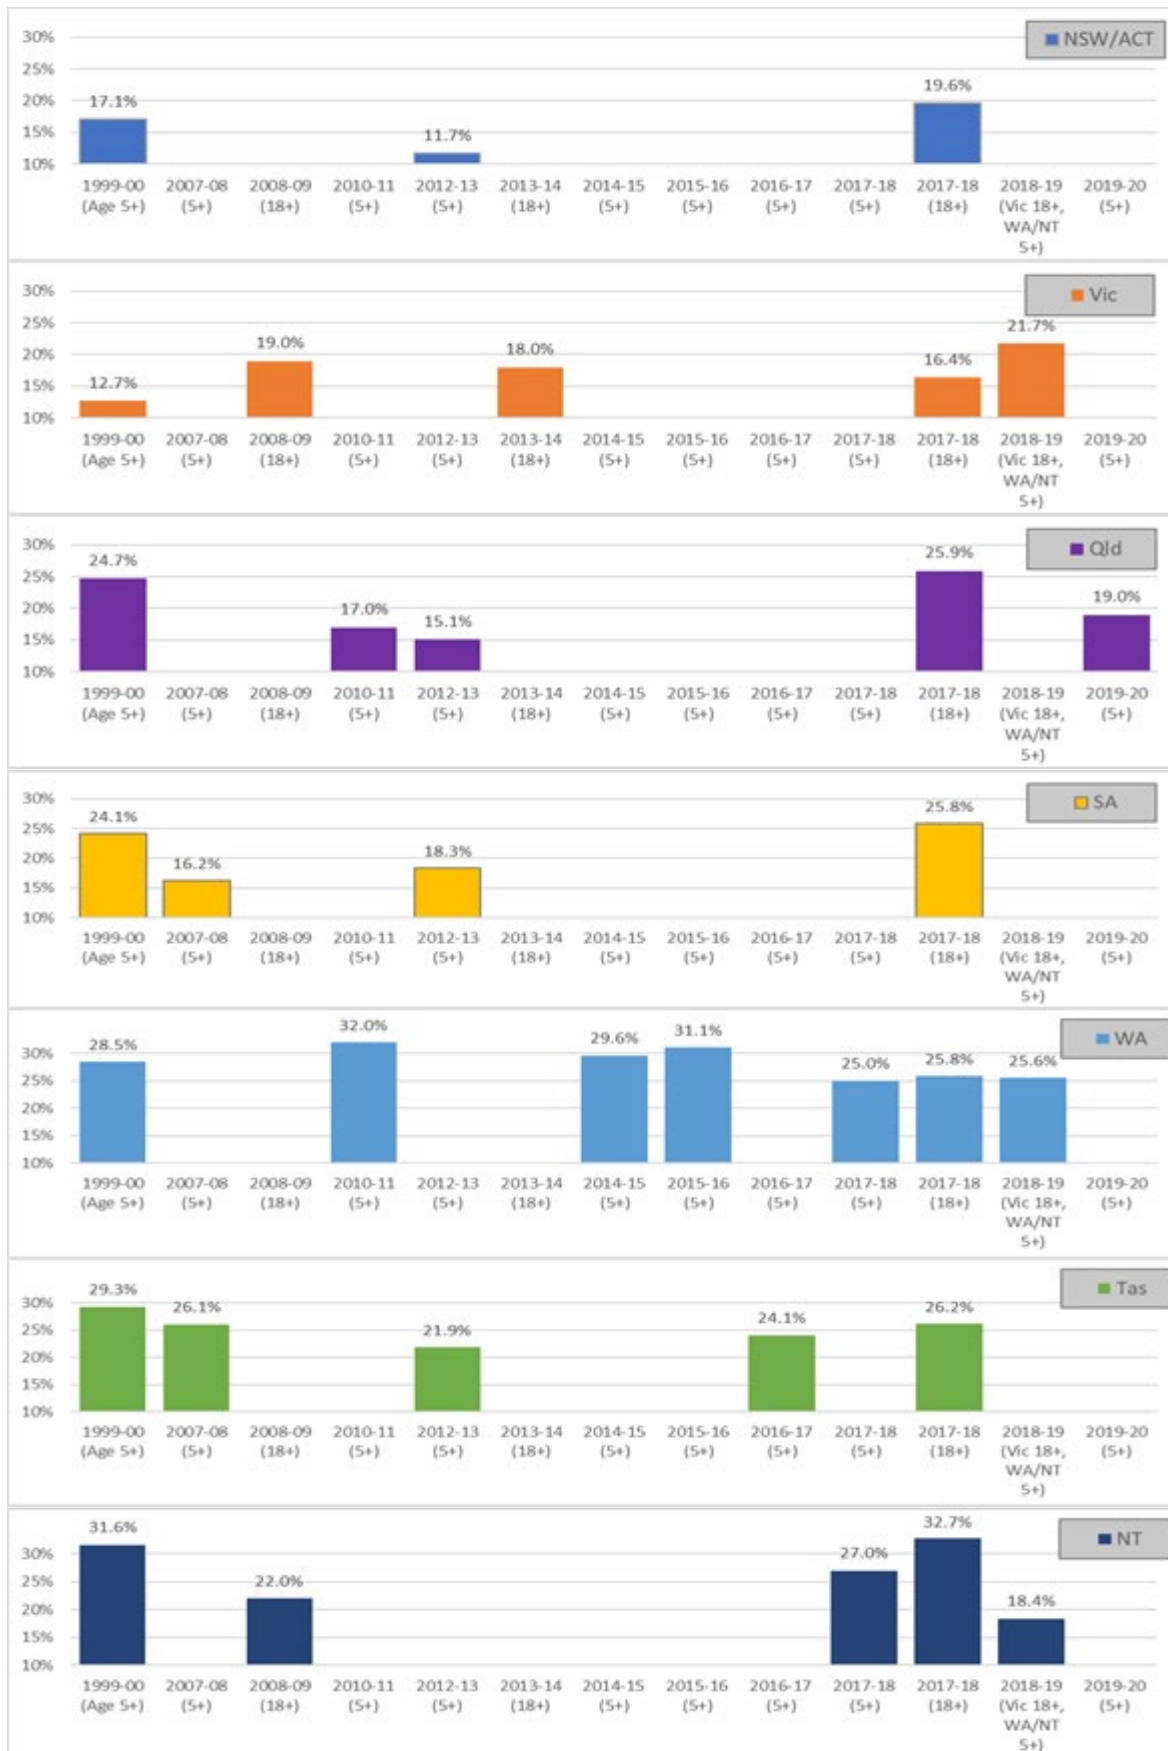 NSW/ACT
30%
25%
20%
15%
10%
17.1%
11.7%
19.6%
1999-00 2007-08 2008-09 2010-11 2012-13 2013-14 2014-15 2015-16 2016-17 2017-18 2017-18 2018-19 2019-20
(Age 5+) (5+) (18+) (5+) (5+) (18+) (5+) (5+) (5+) (5+) (18+) (Vic 18+, (5+)
WA/NT
5+)
Vic
30%
25%
20%
15%
10%
12.7%
19.0%
18.0%
16.4%
21.7%
1999-00 2007-08 2008-09 2010-11 2012-13 2013-14 2014-15 2015-16 2016-17 2017-18 2017-18 2018-19 2019-20
(Age 5+) (5+) (18+) (5+) (5+) (18+) (5+) (5+) (5+) (5+) (18+) (Vic 18+, (5+)
WA/NT
5+)
Qld
30%
25%
20%
15%
10%
24.7%
17.0%
15.1%
25.9%
19.0%
1999-00 2007-08 2008-09 2010-11 2012-13 2013-14 2014-15 2015-16 2016-17 2017-18 2017-18 2018-19 2019-20
(Age 5+) (5+) (18+) (5+) (5+) (18+) (5+) (5+) (5+) (5+) (18+) (Vic 18+, (5+)
WA/NT
5+)
SA
30%
25%
20%
15%
10%
24.1%
16.2%
18.3%
25.8%
1999-00 2007-08 2008-09 2010-11 2012-13 2013-14 2014-15 2015-16 2016-17 2017-18 2017-18 2018-19 2019-20
(Age 5+) (5+) (18+) (5+) (5+) (18+) (5+) (5+) (5+) (5+) (18+) (Vic 18+, (5+)
WA/NT
5+)
WA
30%
25%
20%
15%
10%
28.5%
32.0%
29.6%
31.1%
25.0%
25.8%
25.6%
1999-00 2007-08 2008-09 2010-11 2012-13 2013-14 2014-15 2015-16 2016-17 2017-18 2017-18 2018-19 2019-20
(Age 5+) (5+) (18+) (5+) (5+) (18+) (5+) (5+) (5+) (5+) (18+) (Vic 18+, (5+)
WA/NT
5+)
Tas
30%
25%
20%
15%
10%
29.3%
26.1%
21.9%
24.1%
26.2%
1999-00 2007-08 2008-09 2010-11 2012-13 2013-14 2014-15 2015-16 2016-17 2017-18 2017-18 2018-19 2019-20
(Age 5+) (5+) (18+) (5+) (5+) (18+) (5+) (5+) (5+) (5+) (18+) (Vic 18+, (5+)
WA/NT
5+)
NT
30%
25%
20%
15%
10%
31.6%
22.0%
27.0%
32.7%
18.4%
1999-00 2007-08 2008-09 2010-11 2012-13 2013-14 2014-15 2015-16 2016-17 2017-18 2017-18 2018-19 2019-20
(Age 5+) (5+) (18+) (5+) (5+) (18+) (5+) (5+) (5+) (5+) (18+) (Vic 18+, (5+)
WA/NT
5+)